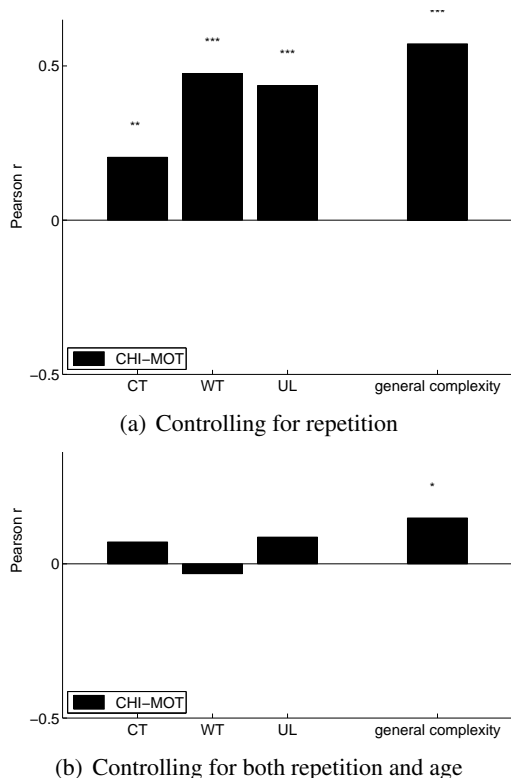 ***
***
***
**
0.5
Pearson r
0
−0.5
CHI−MOT
CT WT UL general complexity
(a) Controlling for repetition
*
Pearson r
0
−0.5
CHI−MOT
CT WT UL general complexity
(b) Controlling for both repetition and age